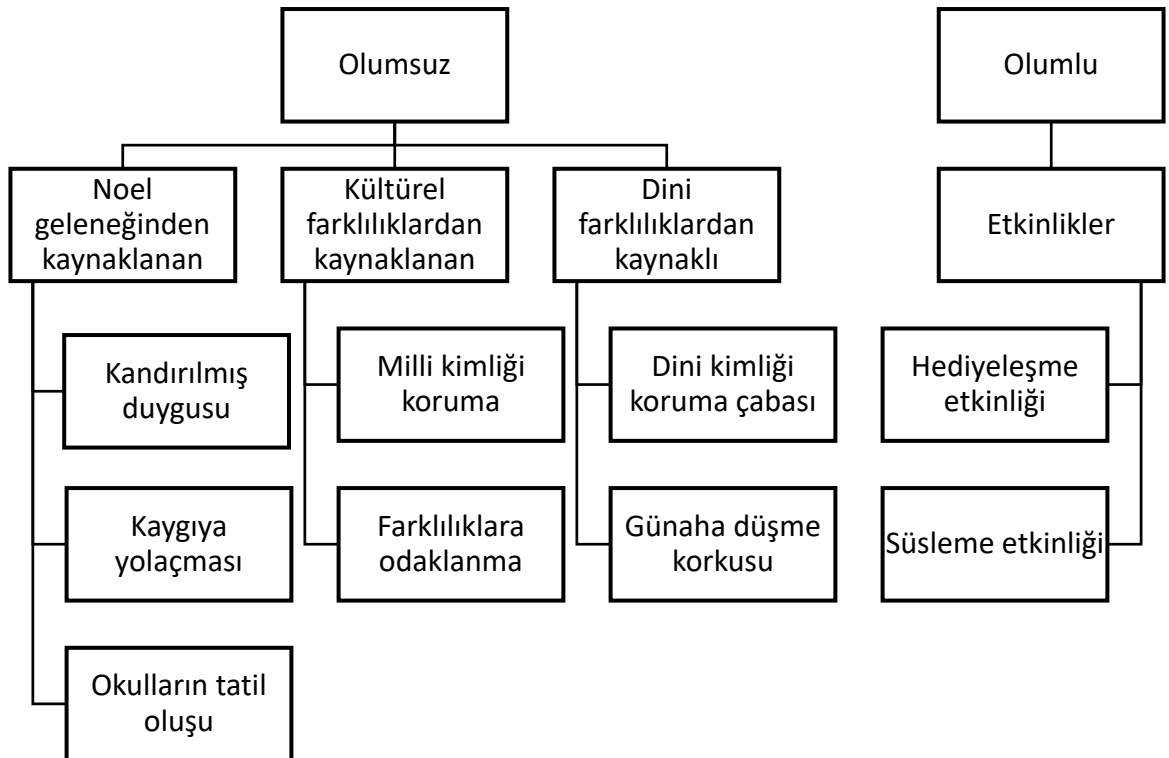 Olumsuz
Olumlu
Noel
geleneğinden
kaynaklanan
Kültürel
farklılıklardan
kaynaklanan
Dini
farklılıklardan
kaynaklı
Etkinlikler
Kandırılmış
duygusu
Milli kimliği
koruma
Dini kimliği
koruma çabası
Hediyeleşme
etkinliği
Kaygıya
yolaçması
Farklılıklara
odaklanma
Günaha düşme
korkusu
Süsleme etkinliği
Okulların tatil
oluşu